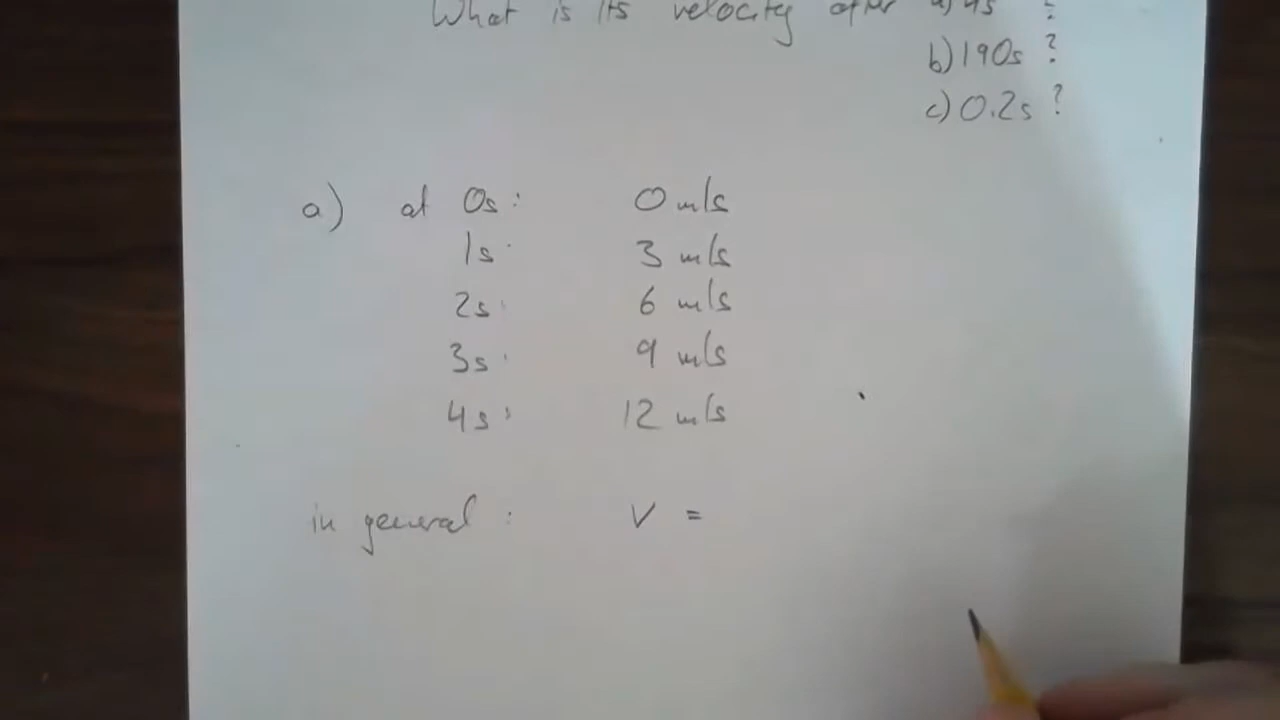 What is its velocity after a) 4s ?
b) 190s ?
c) 0.2s ?
a) at 0s: 0 m/s
1s: 3 m/s
2s: 6 m/s
3s: 9 m/s
4s: 12 m/s
in general : V =